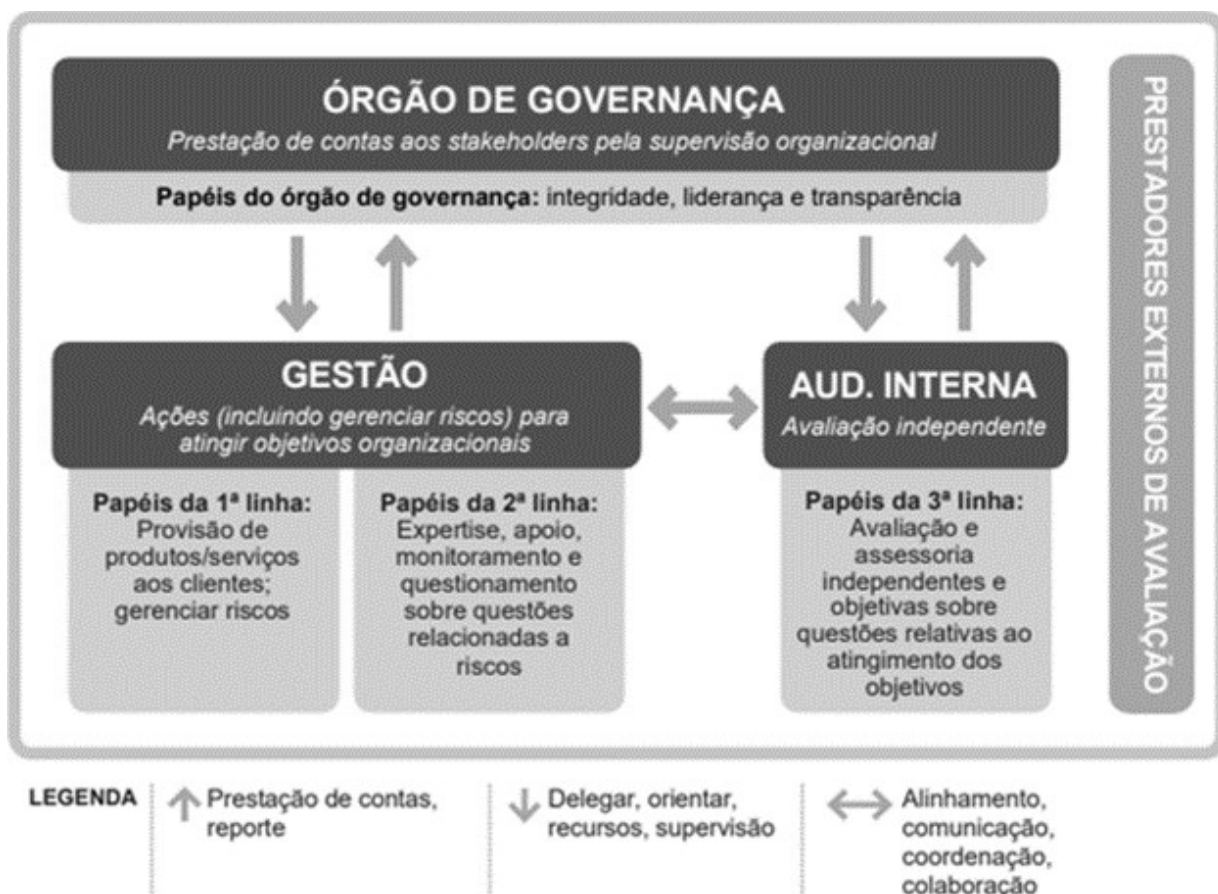 ÓRGÃO DE GOVERNANÇA
Prestação de contas aos stakeholders pela supervisão organizacional
Papéis do órgão de governança: integridade, liderança e transparência
GESTÃO
Ações (incluindo gerenciar riscos) para
atingir objetivos organizacionais
Papéis da 1ª linha:
Provisão de
produtos/serviços
aos clientes;
gerenciar riscos
Papéis da 2ª linha:
Expertise, apoio,
monitoramento e
questionamento
sobre questões
relacionadas a
riscos
AUD. INTERNA
Avaliação independente
Papéis da 3ª linha:
Avaliação e
assessoria
independentes e
objetivas sobre
questões relativas ao
atingimento dos
objetivos
PRESTADORES EXTERNOS DE AVALIAÇÃO
LEGENDA
Prestação de contas,
reporte
Delegar, orientar,
recursos, supervisão
Alinhamento,
comunicação,
coordenação,
colaboração